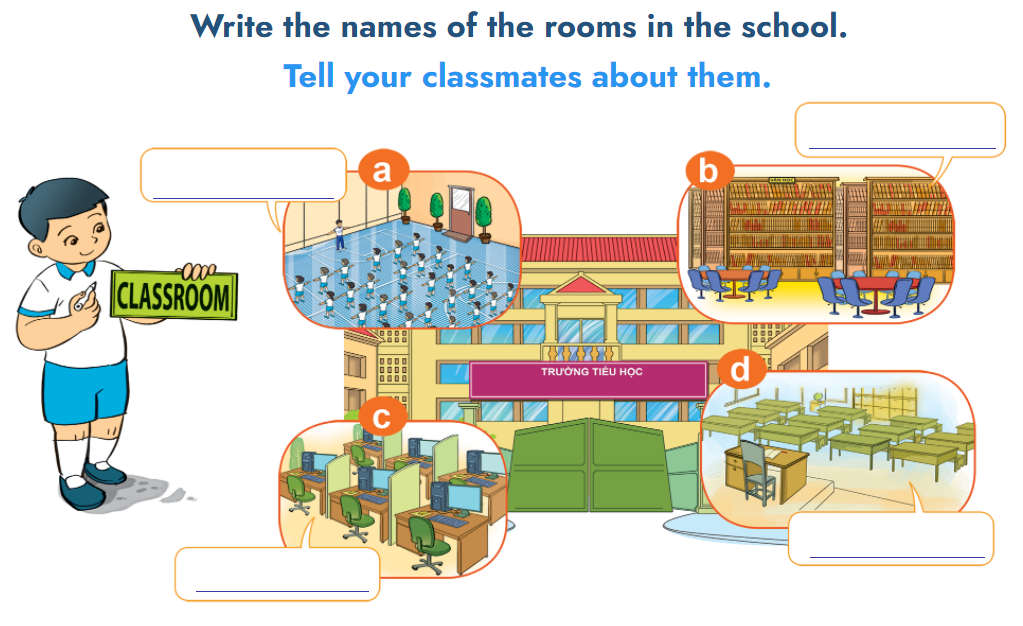 Write the names of the rooms in the school.
Tell your classmates about them.
a
b
CLASSROOM
TRƯỜNG TIỂU HỌC
d
c